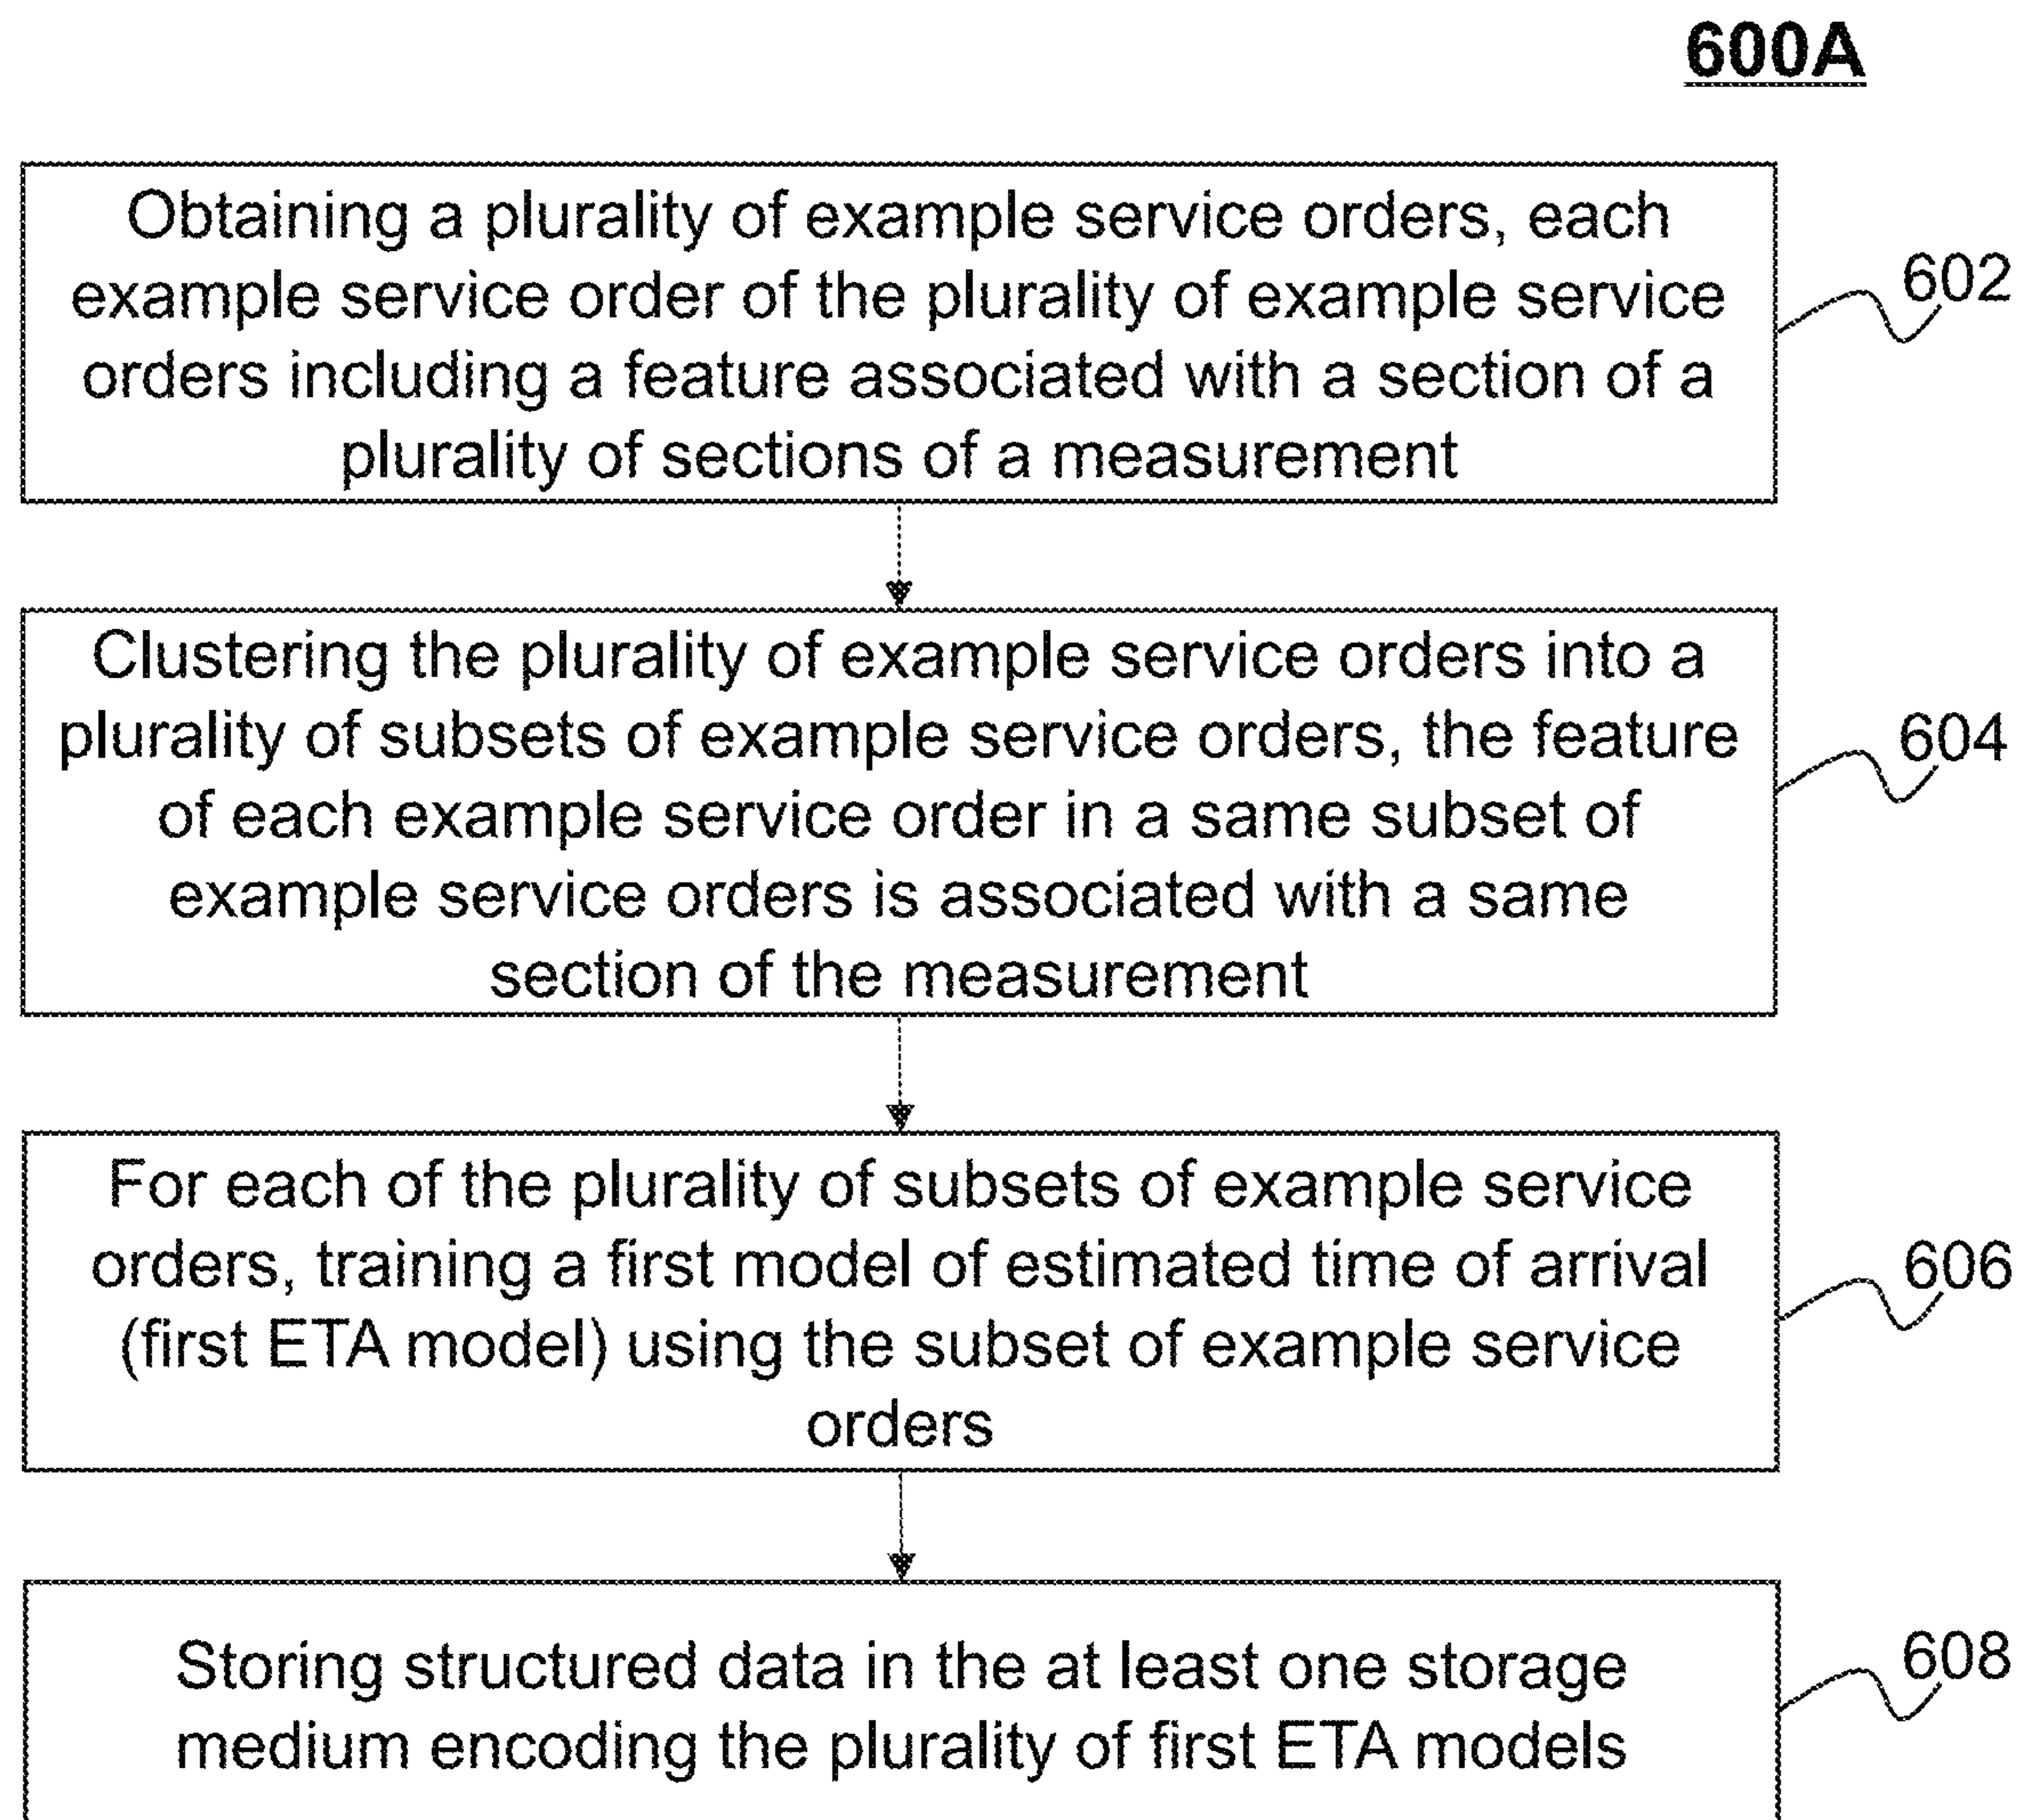 600A
Obtaining a plurality of example service orders, each
example service order of the plurality of example service
orders including a feature associated with a section of a
plurality of sections of a measurement
602
Clustering the plurality of example service orders into a
plurality of subsets of example service orders, the feature
of each example service order in a same subset of
example service orders is associated with a same
section of the measurement
604
For each of the plurality of subsets of example service
orders, training a first model of estimated time of arrival
(first ETA model) using the subset of example service
orders
606
Storing structured data in the at least one storage
medium encoding the plurality of first ETA models
608